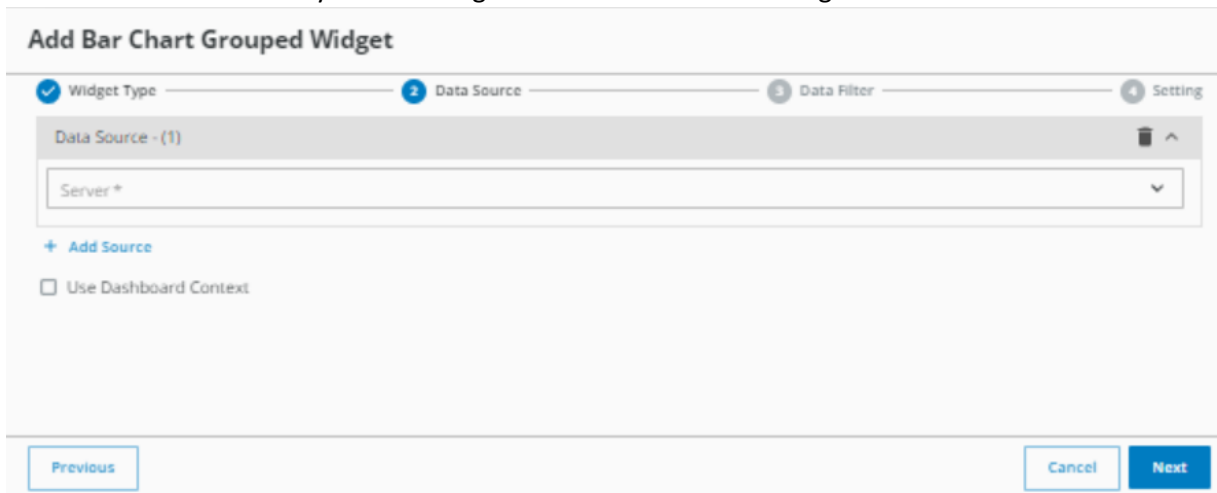 Add Bar Chart Grouped Widget
Widget Type 2 Data Source 3 Data Filter 4 Setting
Data Source - (1)
Server *
+ Add Source
Use Dashboard Context
Previous Cancel Next